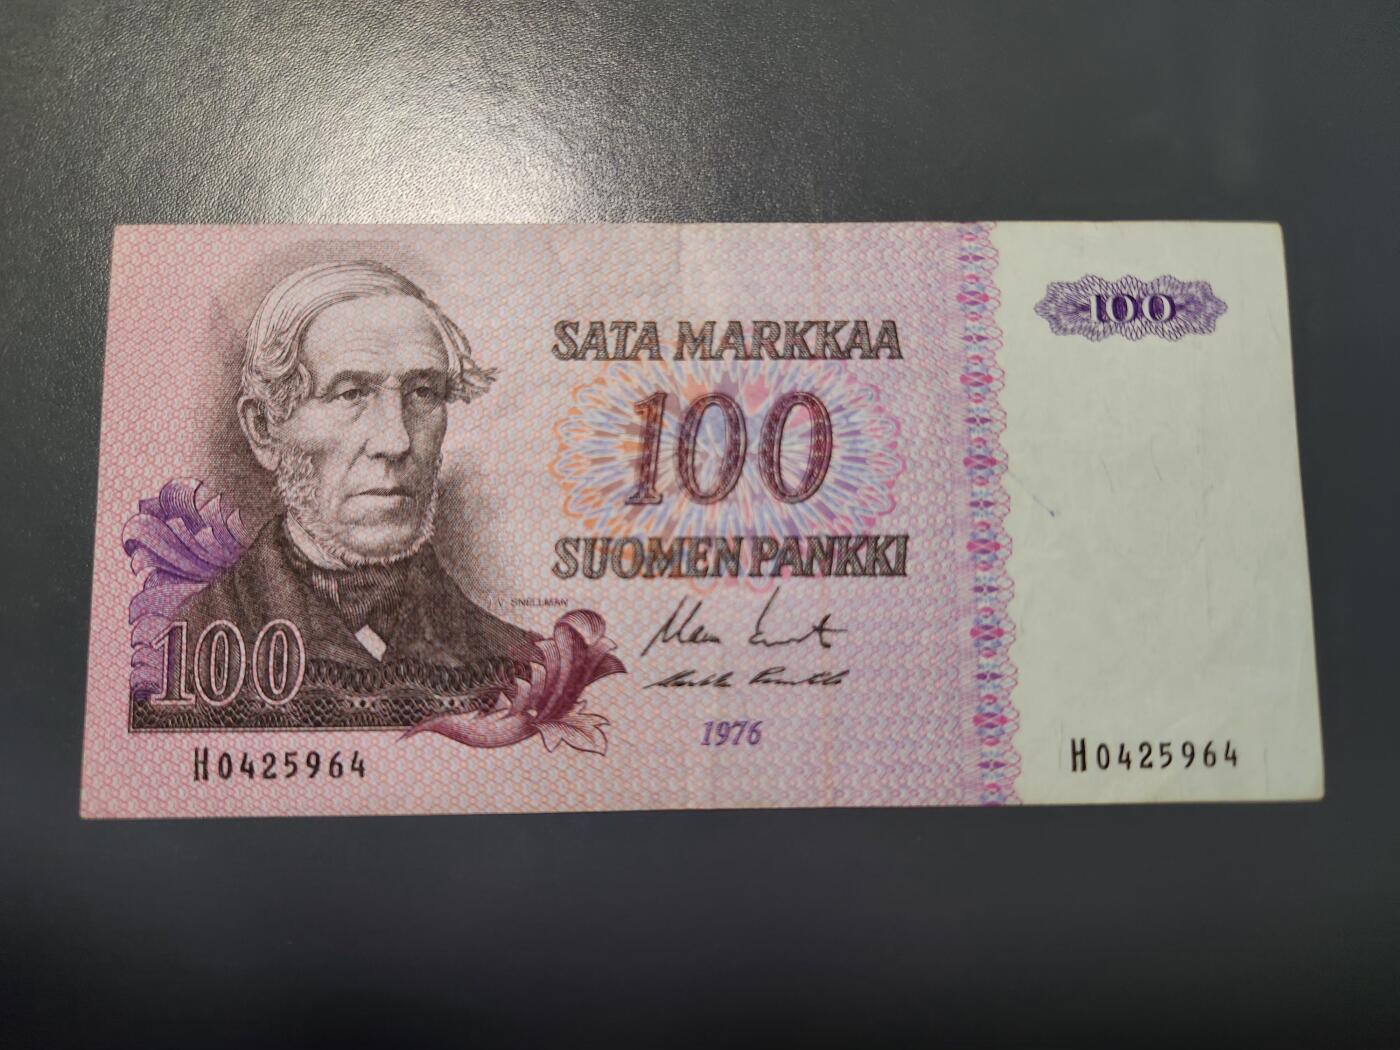 SATA MARKKAA
100
100
SUOMEN PANKKI
J.V. SNELLMAN
100
1976
H0425964
H0425964